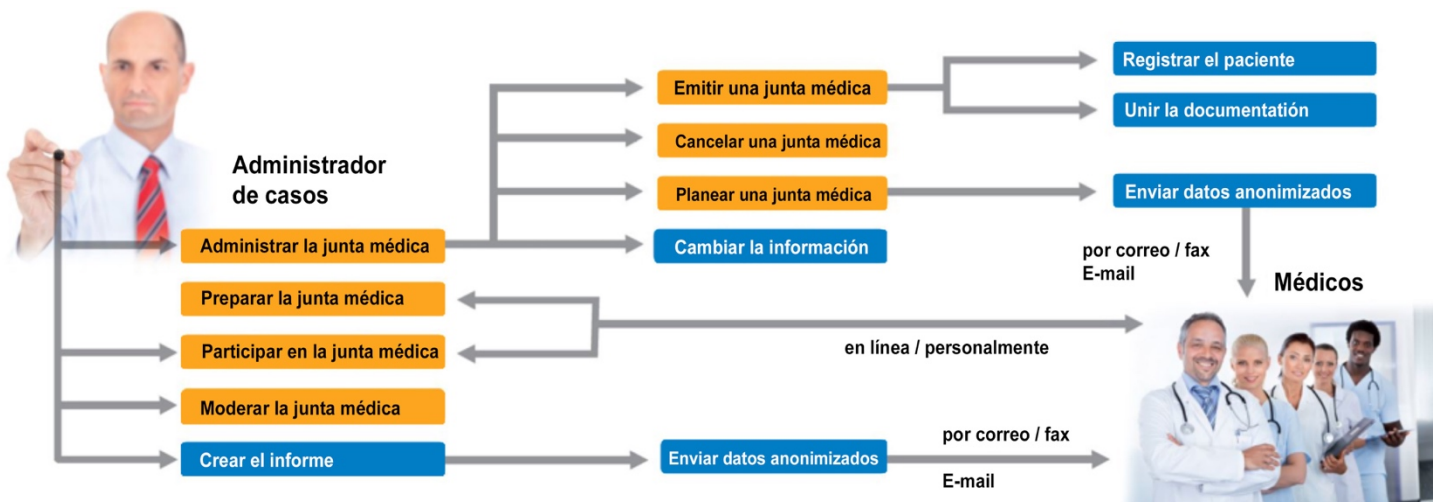 Administrador
de casos
Administrar la junta médica
Preparar la junta médica
Participar en la junta médica
Moderar la junta médica
Crear el informe
Emitir una junta médica
Cancelar una junta médica
Planear una junta médica
Cambiar la información
Registrar el paciente
Unir la documentatión
Enviar datos anonimizados
por correo / fax
E-mail
Médicos
en línea / personalmente
Enviar datos anonimizados
por correo / fax
E-mail